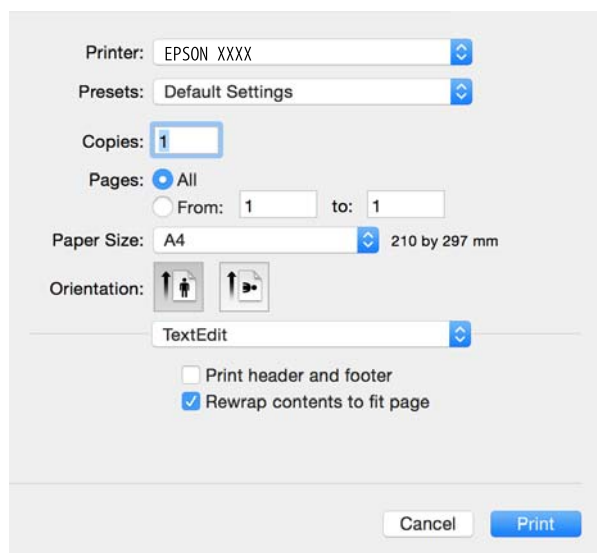 Printer: EPSON XXXX
Presets: Default Settings
Copies: 1
Pages: All
From: 1 to: 1
Paper Size: A4 210 by 297 mm
Orientation:
TextEdit
Print header and footer
Rewrap contents to fit page
Cancel Print